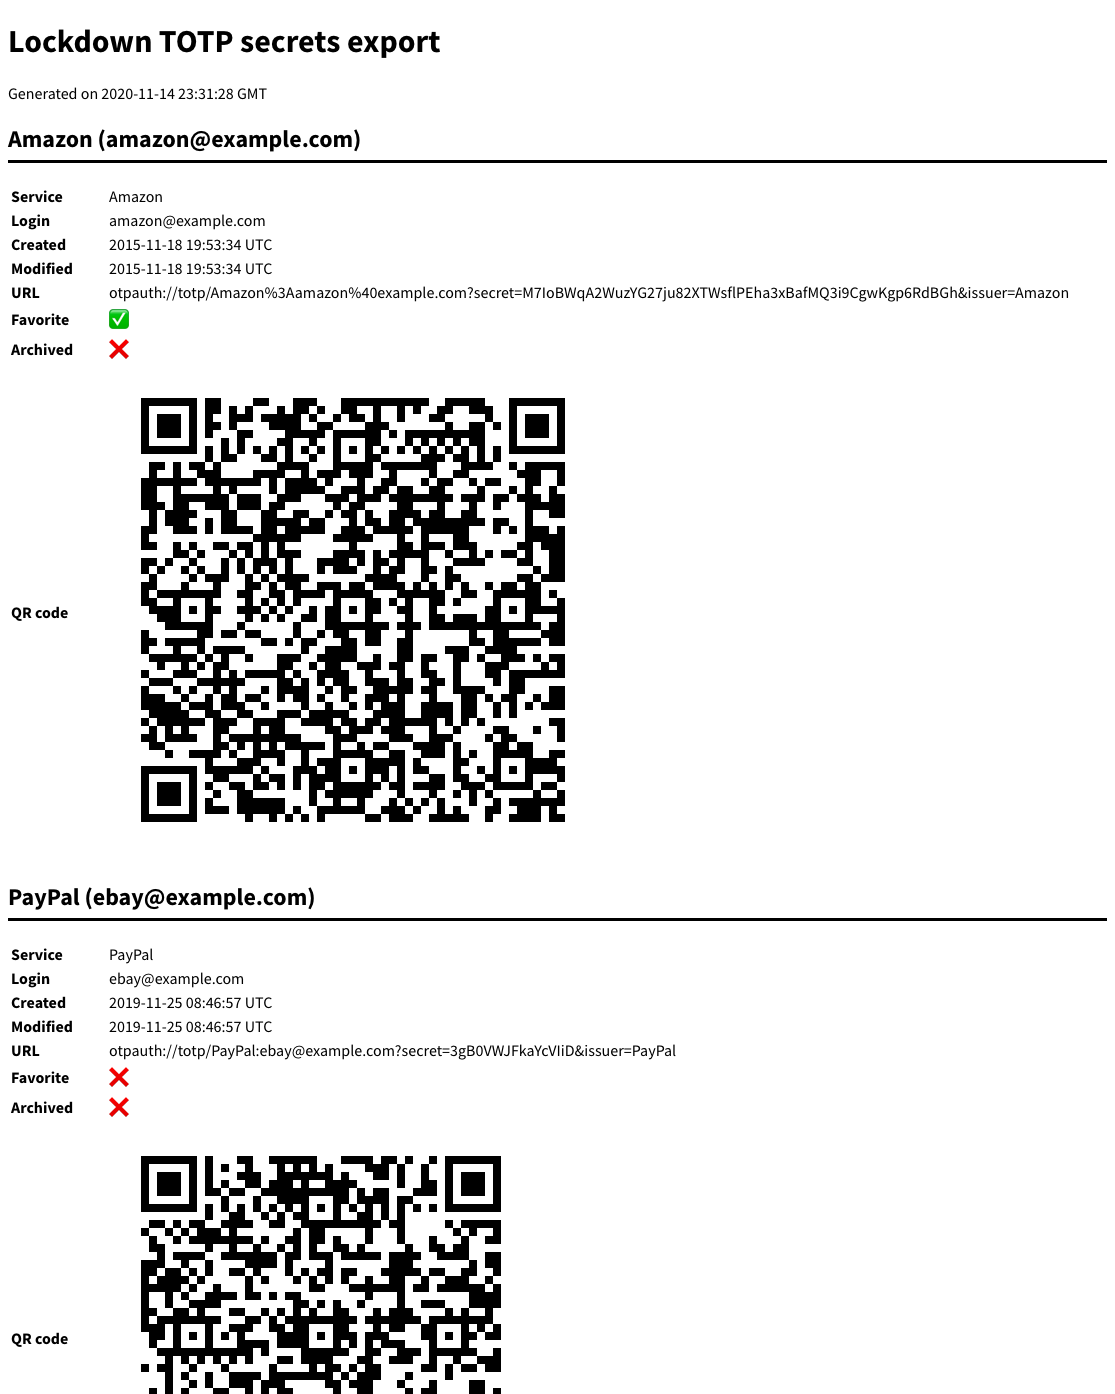 Lockdown TOTP secrets export
Generated on 2020-11-14 23:31:28 GMT
Amazon (amazon@example.com)
Service Amazon
Login amazon@example.com
Created 2015-11-18 19:53:34 UTC
Modified 2015-11-18 19:53:34 UTC
URL otpauth://totp/Amazon%3Aamazon%40example.com?secret=M7IoBWqA2WuzYG27ju82XTWsflPEha3xBafMQ3i9CgwKgp6RdBGh&issuer=Amazon
Favorite ✅
Archived ❌
QR code
PayPal (ebay@example.com)
Service PayPal
Login ebay@example.com
Created 2019-11-25 08:46:57 UTC
Modified 2019-11-25 08:46:57 UTC
URL otpauth://totp/PayPal:ebay@example.com?secret=3gB0VWJFkaYcVIiD&issuer=PayPal
Favorite ❌
Archived ❌
QR code